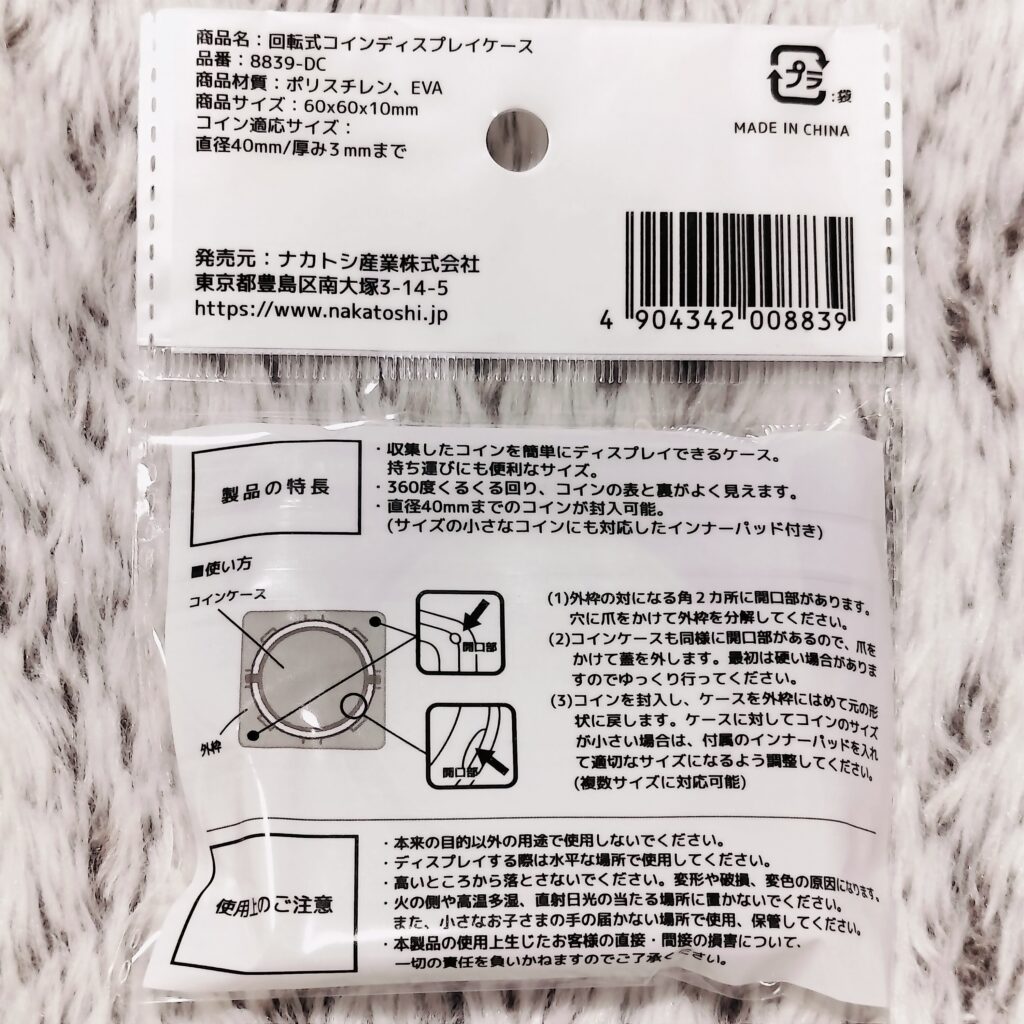 商品名：回転式コインディスプレイケース
品番：8839-DC
商品材質：ポリスチレン、EVA
商品サイズ：60x60x10mm
コイン適応サイズ：
直径40mm/厚み3mmまで
プラ
:袋
MADE IN CHINA
発売元：ナカトシ産業株式会社
東京都豊島区南大塚3-14-5
https://www.nakatoshi.jp
4 904342 008839
製品の特長
・収集したコインを簡単にディスプレイできるケース。
持ち運びにも便利なサイズ。
・360度くるくる回り、コインの表と裏がよく見えます。
・直径40mmまでのコインが封入可能。
(サイズの小さなコインにも対応したインナーパッド付き)
■使い方
コインケース
開口部
外枠
開口部
(1)外枠の対になる角2カ所に開口部があります。
穴に爪をかけて外枠を分解してください。
(2)コインケースも同様に開口部があるので、爪を
かけて蓋を外します。最初は硬い場合がありま
すのでゆっくり行ってください。
(3)コインを封入し、ケースを外枠にはめて元の形
状に戻します。ケースに対してコインのサイズ
が小さい場合は、付属のインナーパッドを入れ
て適切なサイズになるよう調整してください。
(複数サイズに対応可能)
使用上のご注意
・本来の目的以外の用途で使用しないでください。
・ディスプレイする際は水平な場所で使用してください。
・高いところから落とさないでください。変形や破損、変色の原因になります。
・火の側や高温多湿、直射日光の当たる場所に置かないでください。
また、小さなお子さまの手の届かない場所で使用、保管してください。
・本製品の使用上生じたお客様の直接・間接の損害について、
一切の責任を負いかねますのでご了承ください。